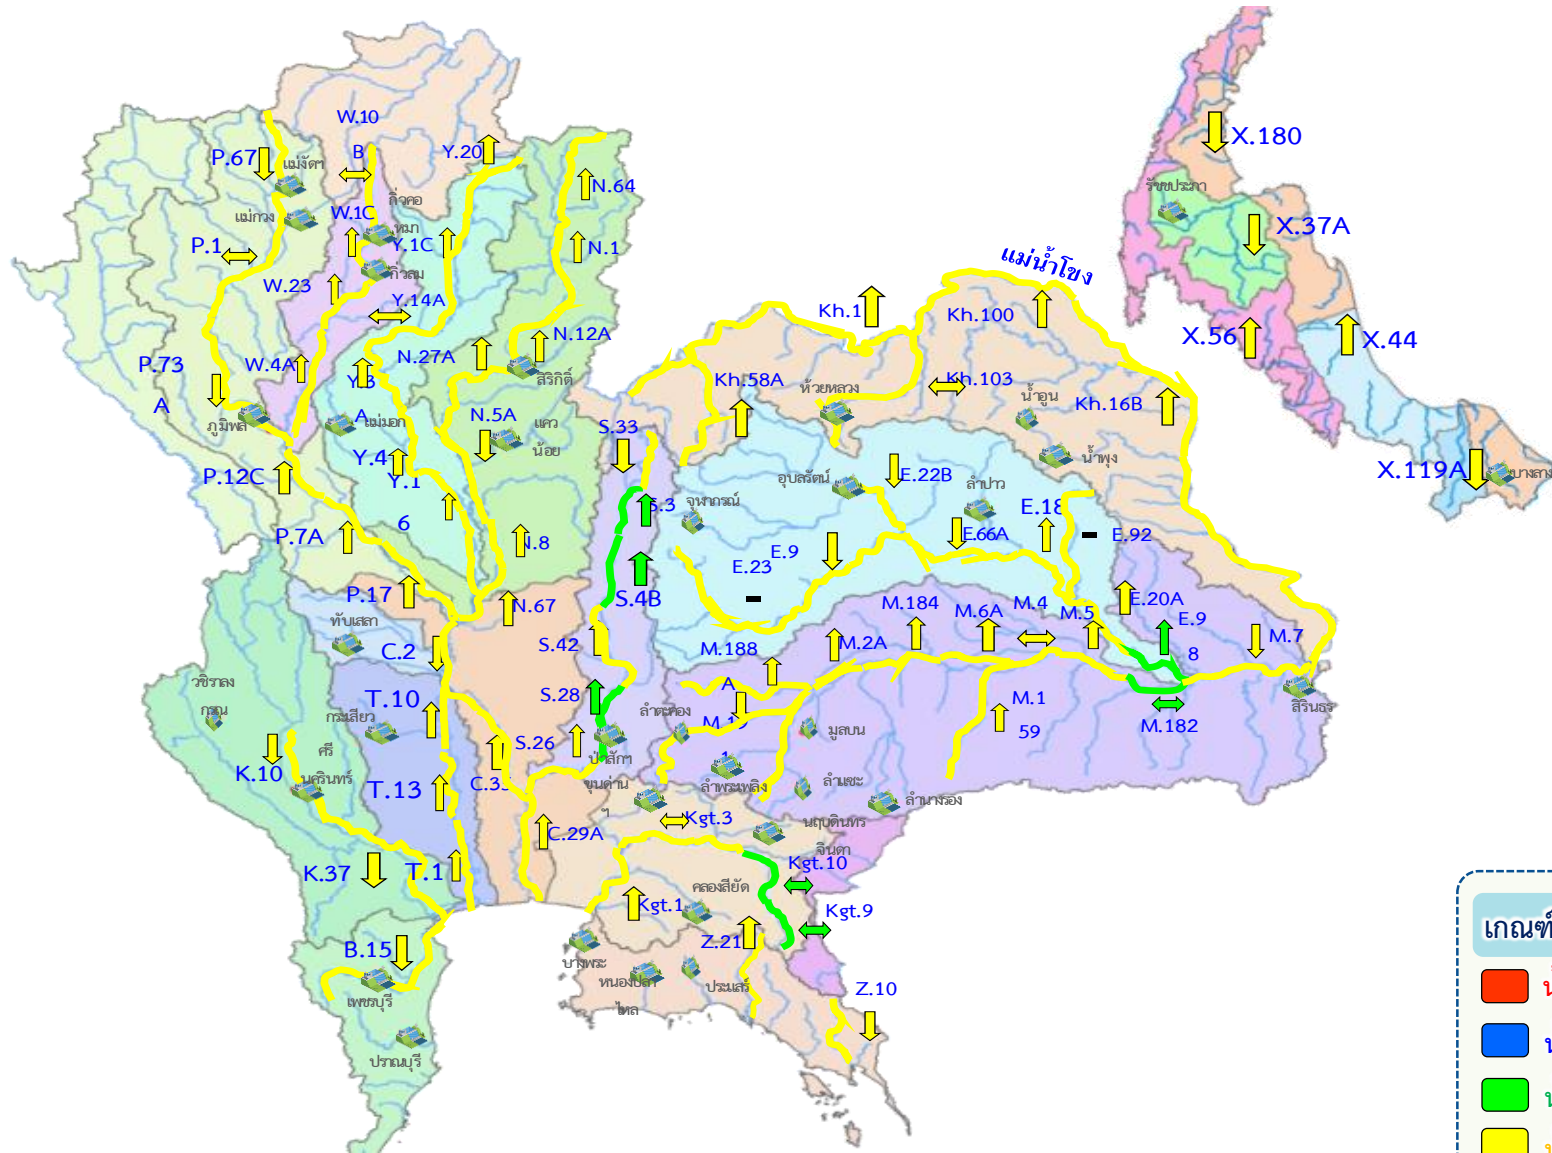 W.10
B
Y.20
P.67
แม่งัดฯ
N.64
X.180
รัชชประภา
กิ่วคอ
หมา
แม่กวง
W.1C
Y.1C
N.1
X.37A
P.1
กิ่วลม
แม่น้ำโขง
W.23
Y.14A
Kh.1
Kh.100
N.12A
X.56
X.44
N.27A
P.73
A
W.4A
Y.3
A
สิริกิติ์
Kh.58A
ห้วยหลวง
Kh.103
Kh.16B
น้ำอูน
ภูมิพล
แม่มอก
N.5A
แคว
น้อย
S.33
น้ำพุง
Y.4
P.12C
Y.1
6
อุบลรัตน์
E.22B
ลำปาว
X.119A
บางลาง
จุฬาภรณ์
S.3
E.18
P.7A
N.8
E.9
E.66A
E.92
E.23
P.17
N.67
S.4B
M.184
M.6A
M.4
M.5
E.20A
E.9
8
ทับเสลา
C.2
S.42
M.188
A
M.2A
M.7
วชิราลง
กรณ
T.10
S.28
กระเสียว
ลำตะคอง
มูลบน
M.1
59
M.182
สิรินธร
ศรี
นครินทร์
K.10
S.26
ป่าสักฯ
T.13
C.35
ขุนด่าน
ฯ
ลำพระเพลิง
ลำแชะ
ลำนางรอง
C.29A
Kgt.3
นฤบดินทร
จินดา
K.37
T.1
Kgt.10
คลองสียัด
Kgt.1
Kgt.9
B.15
Z.21
บางพระ
หนองปลา
ไหล
ประแสร์
เพชรบุรี
Z.10
ปราณบุรี
เกณฑ์